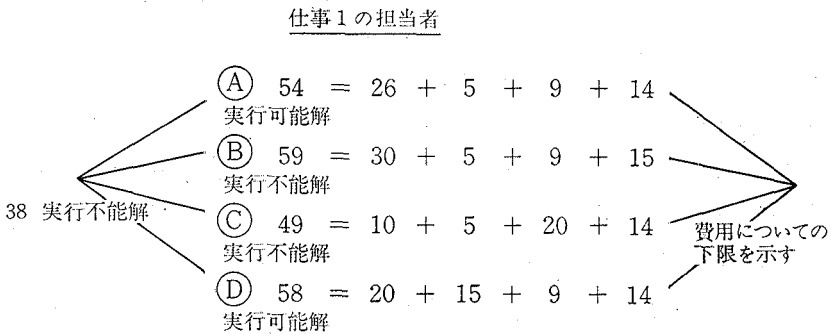 仕事1の担当者
Ⓐ 54 = 26 + 5 + 9 + 14
実行可能解
Ⓑ 59 = 30 + 5 + 9 + 15
実行不能解
38 実行不能解
Ⓒ 49 = 10 + 5 + 20 + 14
実行不能解
費用についての
下限を示す
Ⓓ 58 = 20 + 15 + 9 + 14
実行可能解